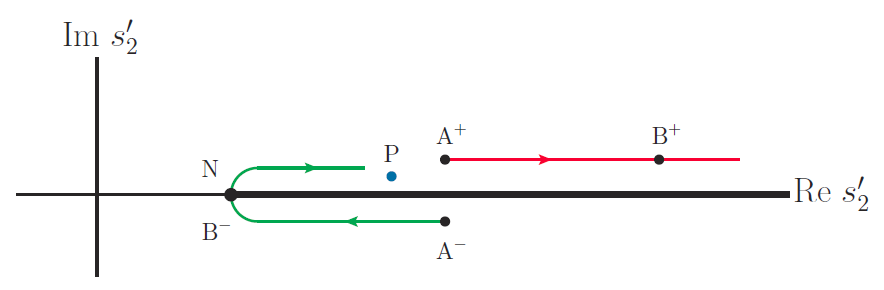 Im s′₂
A⁺
B⁺
P
N
Re s′₂
B⁻
A⁻